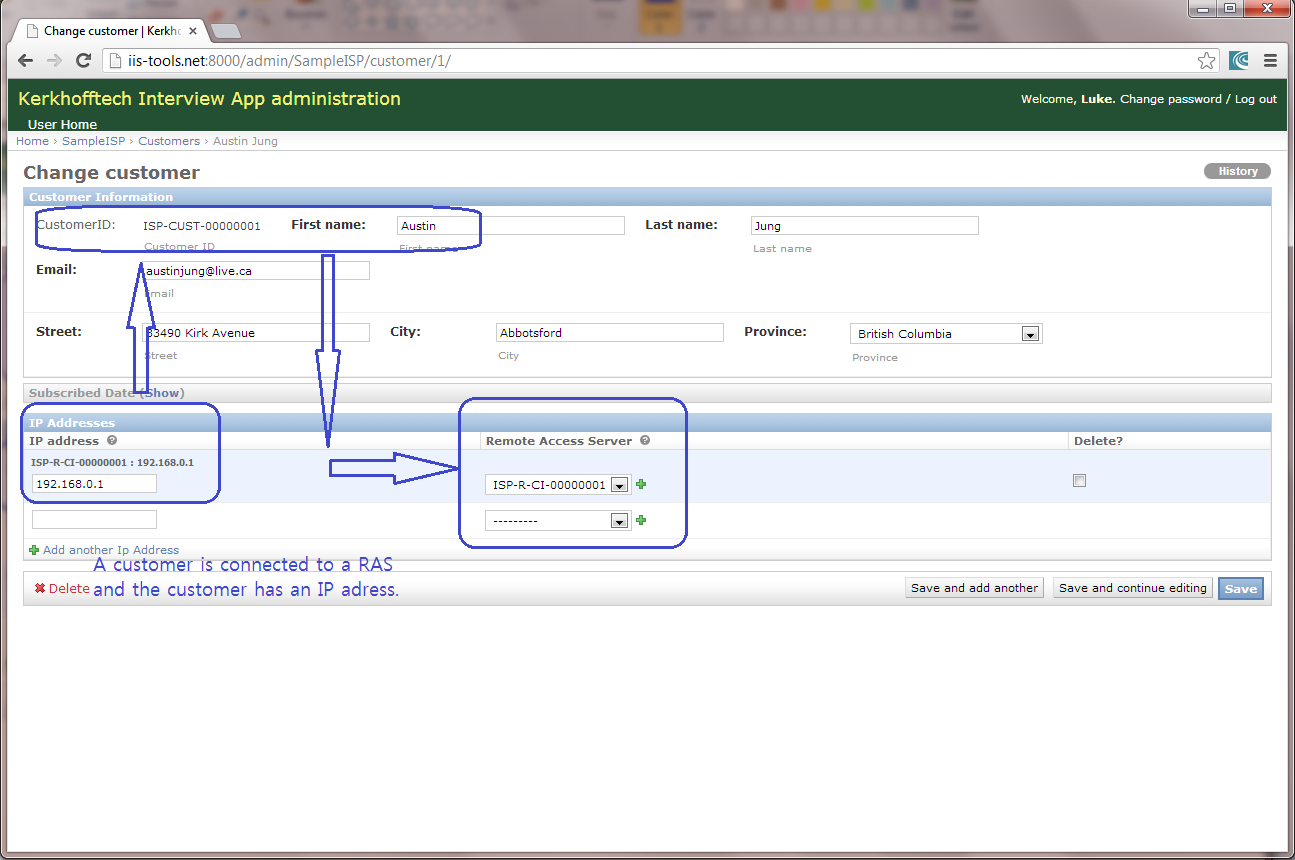 Change customer | Kerkho
iis-tools.net:8000/admin/SampleISP/customer/1/
Kerkhofftech Interview App administration
Welcome, Luke. Change password / Log out
User Home
Home › SampleISP › Customers › Austin Jung
Change customer
History
Customer Information
CustomerID: ISP-CUST-00000001 First name: Austin Last name: Jung
Customer ID First name Last name
Email: austinjung@live.ca
Email
Street: 33490 Kirk Avenue City: Abbotsford Province: British Columbia
Street City Province
Subscribed Date (Show)
IP Addresses
IP address Remote Access Server Delete?
ISP-R-CI-00000001 : 192.168.0.1
192.168.0.1 ISP-R-CI-00000001
---------
Add another Ip Address
A customer is connected to a RAS
and the customer has an IP adress.
Delete Save and add another Save and continue editing Save